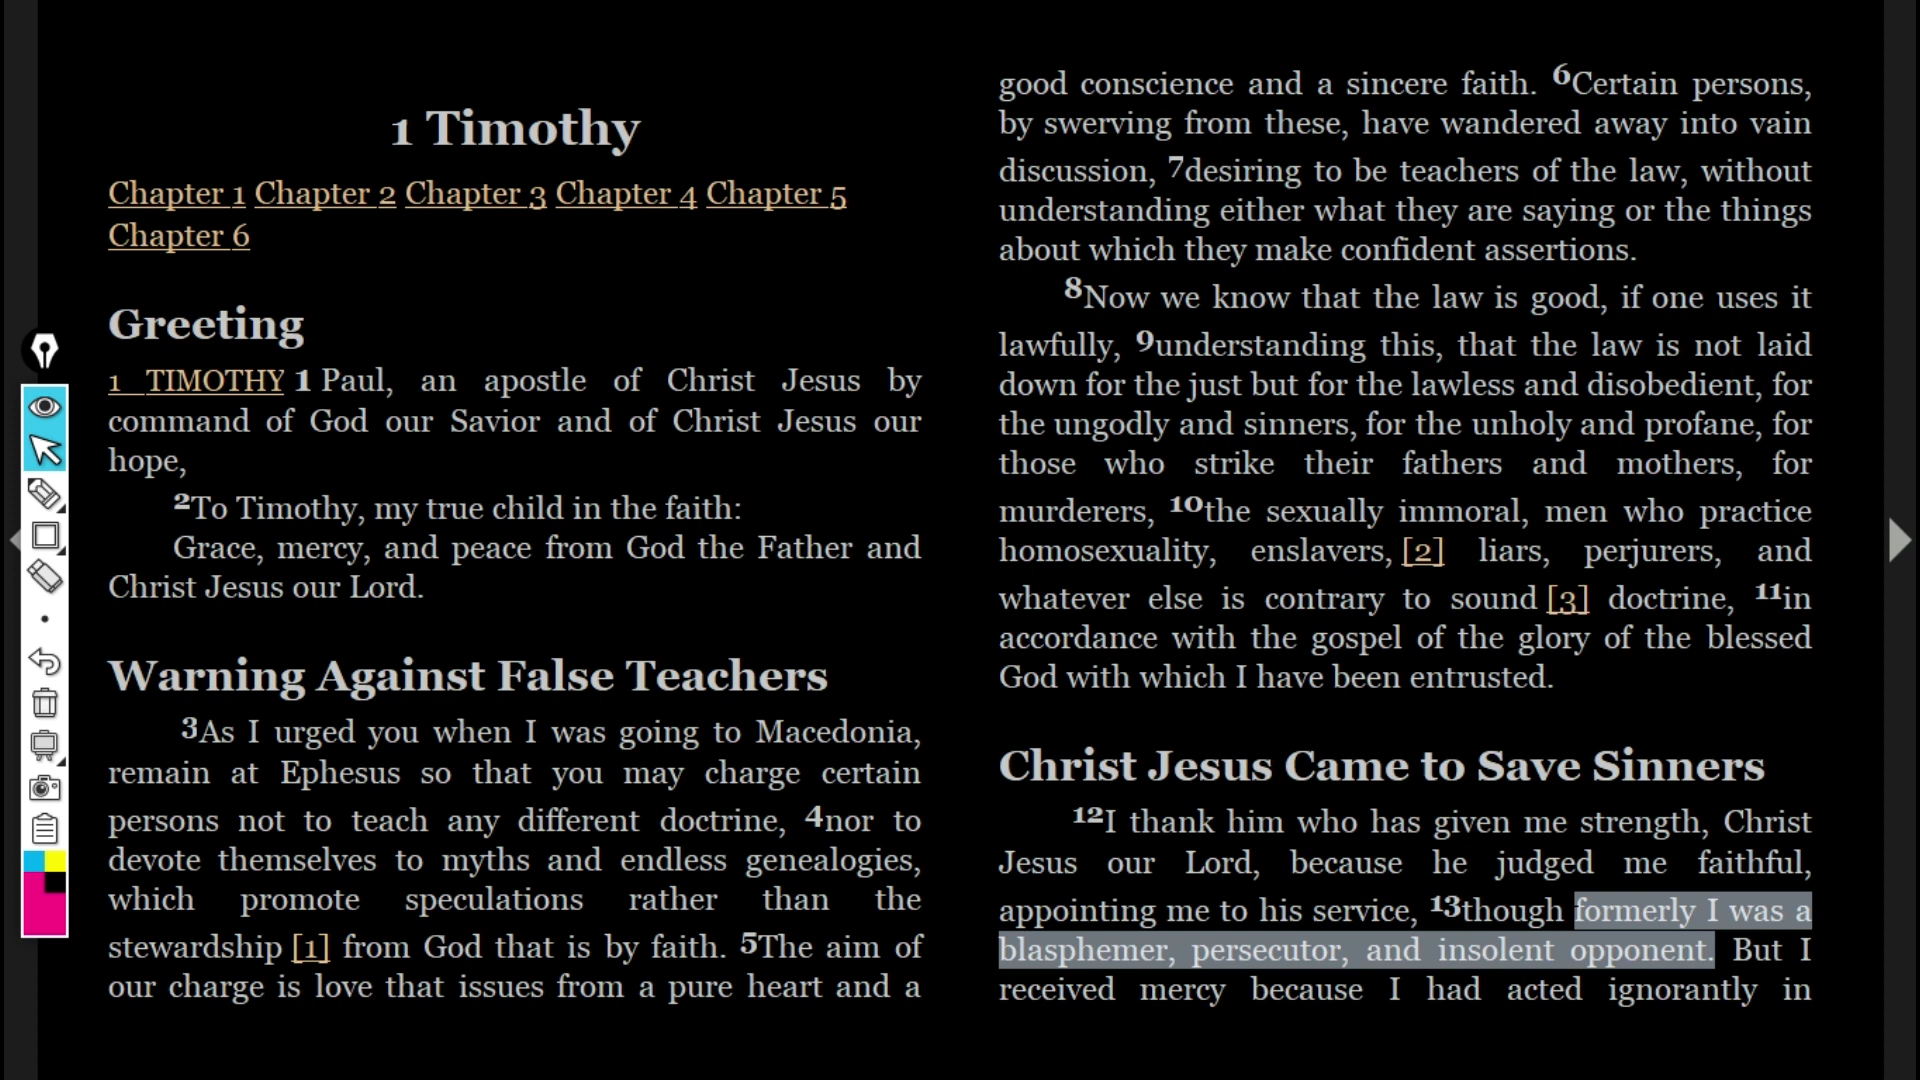 1 Timothy
Chapter 1 Chapter 2 Chapter 3 Chapter 4 Chapter 5
Chapter 6
Greeting
1 TIMOTHY 1 Paul, an apostle of Christ Jesus by
command of God our Savior and of Christ Jesus our
hope,
2To Timothy, my true child in the faith:
Grace, mercy, and peace from God the Father and
Christ Jesus our Lord.
Warning Against False Teachers
3As I urged you when I was going to Macedonia,
remain at Ephesus so that you may charge certain
persons not to teach any different doctrine, 4nor to
devote themselves to myths and endless genealogies,
which promote speculations rather than the
stewardship [1] from God that is by faith. 5The aim of
our charge is love that issues from a pure heart and a
good conscience and a sincere faith. 6Certain persons,
by swerving from these, have wandered away into vain
discussion, 7desiring to be teachers of the law, without
understanding either what they are saying or the things
about which they make confident assertions.
8Now we know that the law is good, if one uses it
lawfully, 9understanding this, that the law is not laid
down for the just but for the lawless and disobedient, for
the ungodly and sinners, for the unholy and profane, for
those who strike their fathers and mothers, for
murderers, 10the sexually immoral, men who practice
homosexuality, enslavers, [2] liars, perjurers, and
whatever else is contrary to sound [3] doctrine, 11in
accordance with the gospel of the glory of the blessed
God with which I have been entrusted.
Christ Jesus Came to Save Sinners
12I thank him who has given me strength, Christ
Jesus our Lord, because he judged me faithful,
appointing me to his service, 13though formerly I was a
blasphemer, persecutor, and insolent opponent. But I
received mercy because I had acted ignorantly in